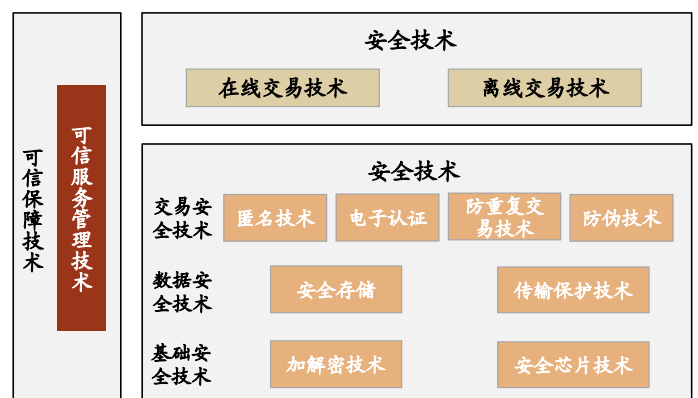 可信保障技术
可信服务管理技术
安全技术
在线交易技术
离线交易技术
安全技术
交易安
全技术
匿名技术
电子认证
防重复交
易技术
防伪技术
数据安
全技术
安全存储
传输保护技术
基础安
全技术
加解密技术
安全芯片技术